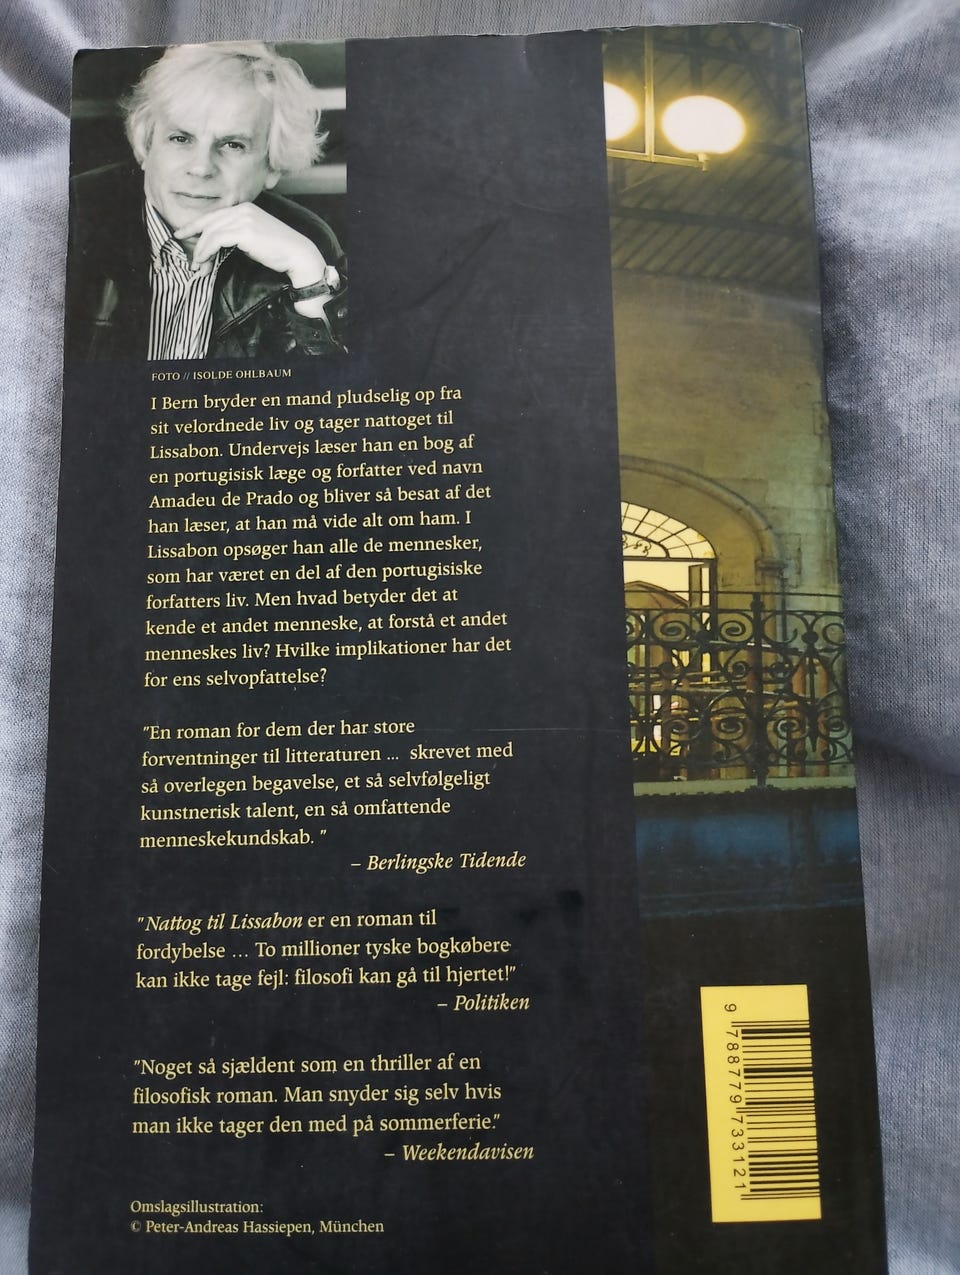 FOTO // ISOLDE OHLBAUM
I Bern bryder en mand pludselig op fra
sit velordnede liv og tager nattoget til
Lissabon. Undervejs læser han en bog af
en portugisisk læge og forfatter ved navn
Amadeu de Prado og bliver så besat af det
han læser, at han må vide alt om ham. I
Lissabon opsøger han alle de mennesker,
som har været en del af den portugisiske
forfatters liv. Men hvad betyder det at
kende et andet menneske, at forstå et andet
menneskes liv? Hvilke implikationer har det
for ens selvopfattelse?
"En roman for dem der har store
forventninger til litteraturen ... skrevet med
så overlegen begavelse, et så selvfølgeligt
kunstnerisk talent, en så omfattende
menneskekundskab. "
– Berlingske Tidende
"Nattog til Lissabon er en roman til
fordybelse ... To millioner tyske bogkøbere
kan ikke tage fejl: filosofi kan gå til hjertet!"
– Politiken
"Noget så sjældent som en thriller af en
filosofisk roman. Man snyder sig selv hvis
man ikke tager den med på sommerferie."
– Weekendavisen
Omslagsillustration:
© Peter-Andreas Hassiepen, München
9 788779 733121